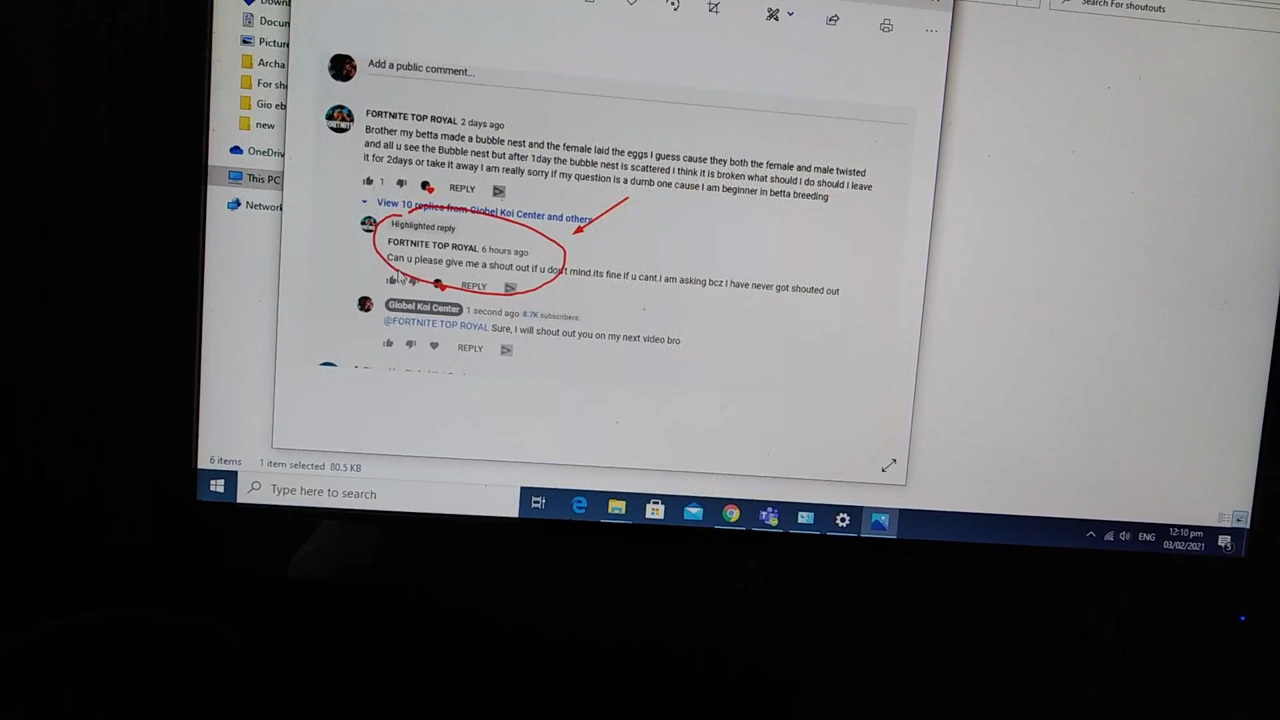 Search For shoutouts
Docum
Picture
Archa
For sh
Gio eb
new
OneDriv
This PC
Network
Add a public comment...
FORTNITE TOP ROYAL 2 days ago
Brother my betta made a bubble nest and the female laid the eggs I guess cause they both the female and male twisted
and all u see the Bubble nest but after 1day the bubble nest is scattered I think it is broken what should I do should I leave
it for 2days or take it away I am really sorry if my question is a dumb one cause I am beginner in betta breeding
1 REPLY
View 10 replies from Giobel Koi Center and others
Highlighted reply
FORTNITE TOP ROYAL 6 hours ago
Can u please give me a shout out if u don't mind.its fine if u cant.i am asking bcz I have never got shouted out
REPLY
Giobel Koi Center 1 second ago 8.7K subscribers
@FORTNITE TOP ROYAL Sure, I will shout out you on my next video bro
REPLY
6 items 1 item selected 80.5 KB
Type here to search
ENG
12:10 pm
03/02/2021
5